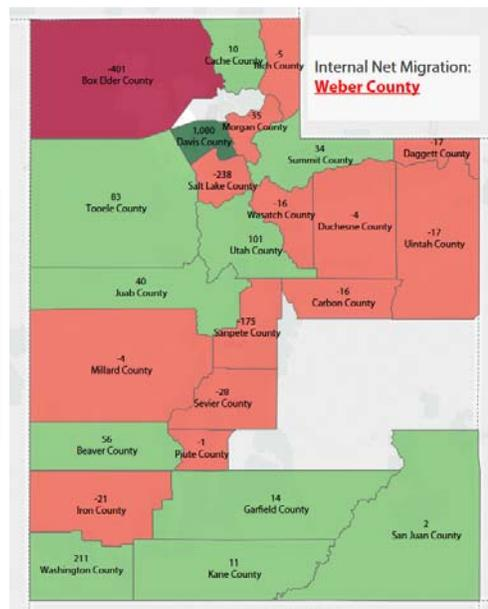 Internal Net Migration:
Weber County
-401
Box Elder County
10
Cache County
-5
Rich County
-35
Morgan County
1,080
Davis County
34
Summit County
-17
Daggett County
-238
Salt Lake County
83
Tooele County
-16
Wasatch County
-4
Duchesne County
-17
Uintah County
101
Utah County
40
Juab County
-16
Carbon County
-175
Sanpete County
-4
Millard County
-28
Sevier County
56
Beaver County
-1
Piute County
-21
Iron County
14
Garfield County
2
San Juan County
211
Washington County
11
Kane County